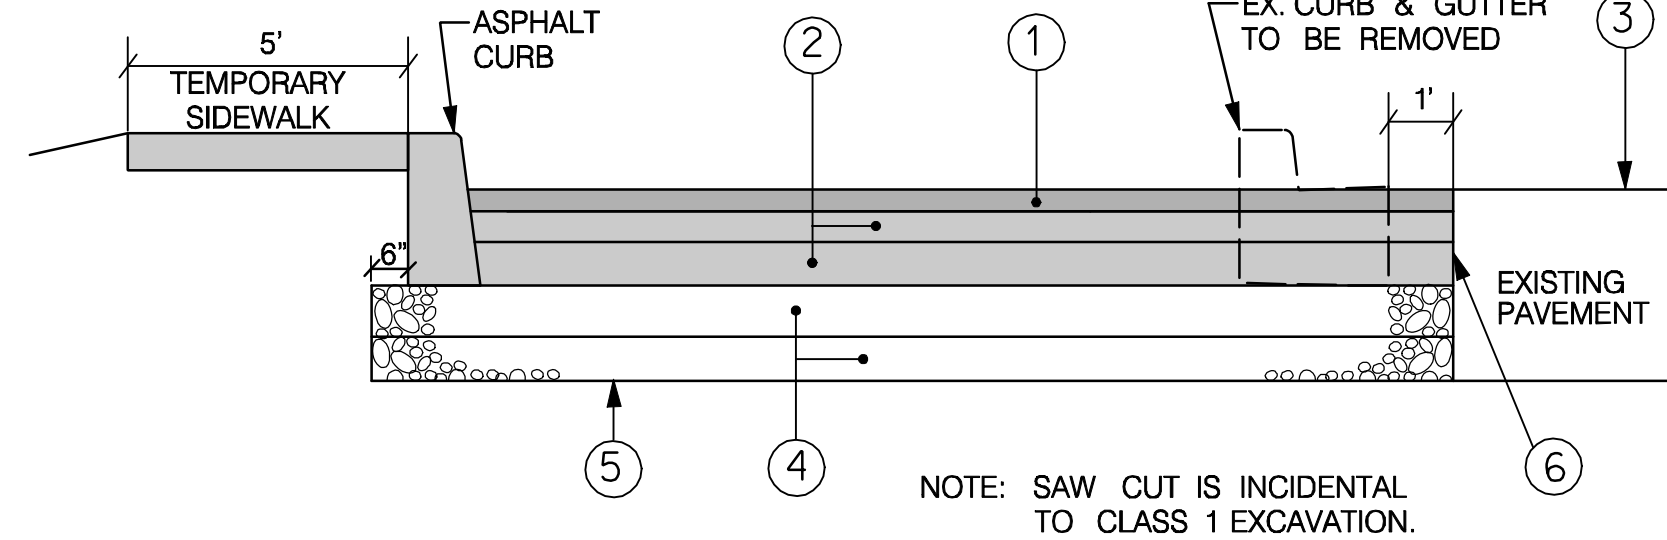 5'
TEMPORARY
SIDEWALK
ASPHALT
CURB
2
1
EX. CURB & GUTTER
TO BE REMOVED
3
1'
6"
EXISTING
PAVEMENT
5
4
6
NOTE: SAW CUT IS INCIDENTAL
TO CLASS 1 EXCAVATION.